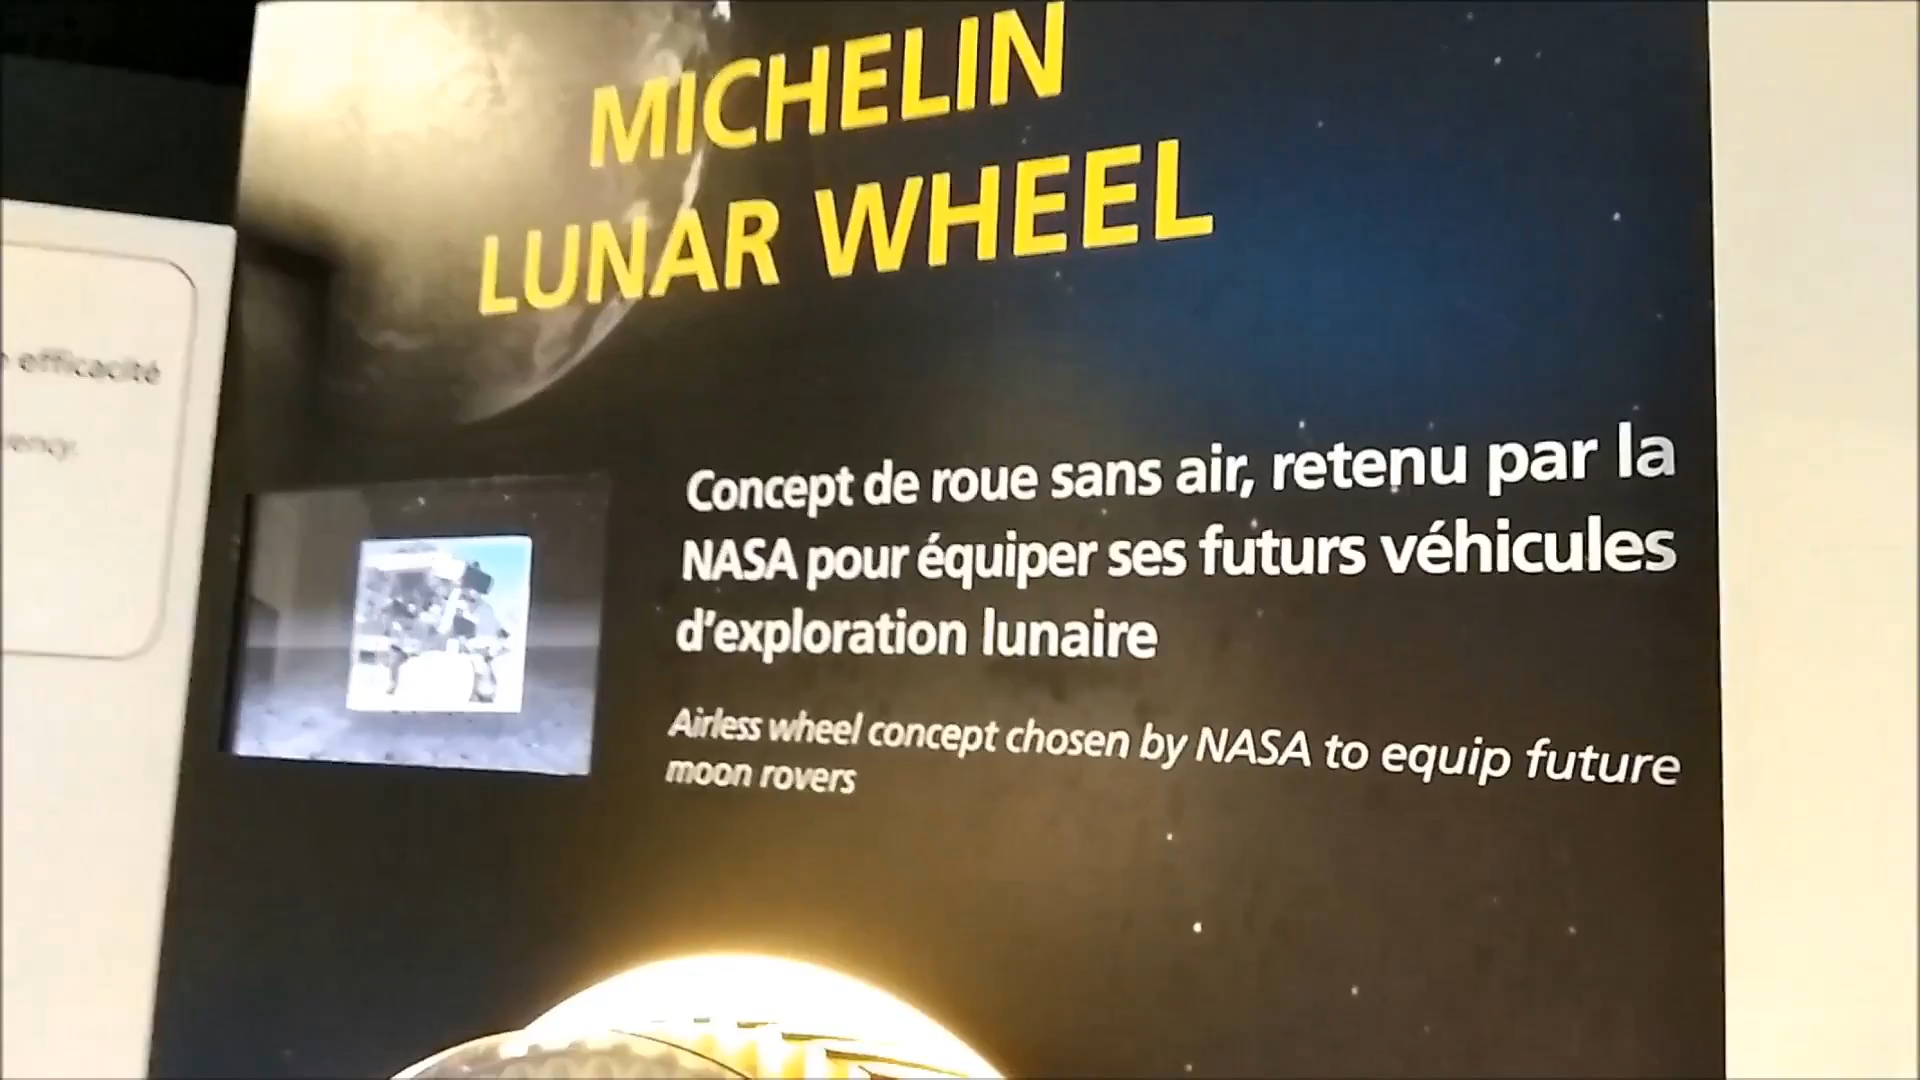 MICHELIN
LUNAR WHEEL
efficacité
Concept de roue sans air, retenu par la
NASA pour équiper ses futurs véhicules
d'exploration lunaire
Airless wheel concept chosen by NASA to equip future
moon rovers